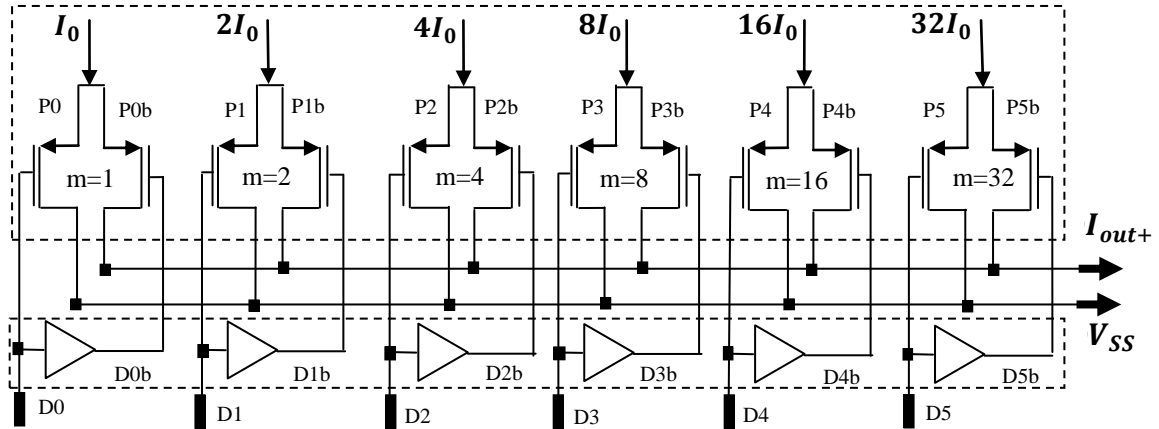 I₀ 2I₀ 4I₀ 8I₀ 16I₀ 32I₀
P0 P0b P1 P1b P2 P2b P3 P3b P4 P4b P5 P5b
m=1 m=2 m=4 m=8 m=16 m=32
Iout+
VSS
D0b D1b D2b D3b D4b D5b
D0 D1 D2 D3 D4 D5